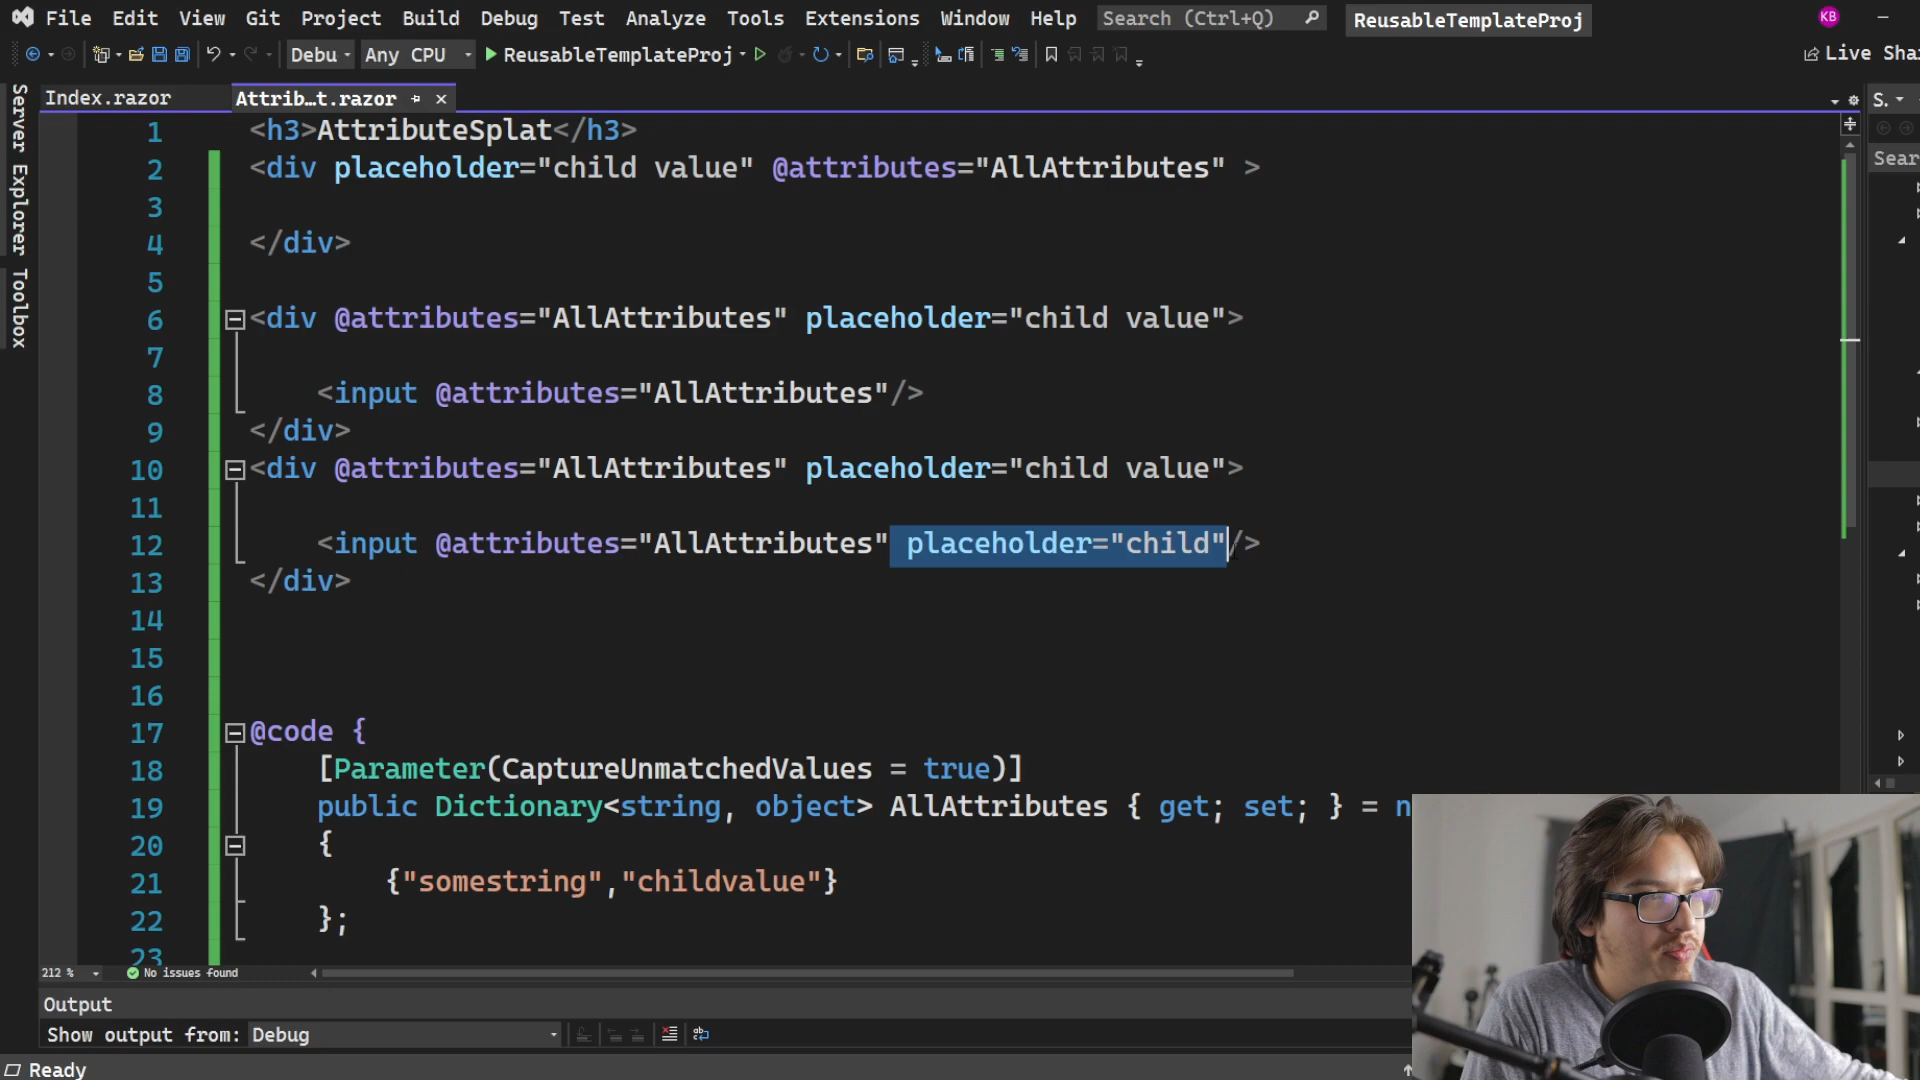 File Edit View Git Project Build Debug Test Analyze Tools Extensions Window Help Search (Ctrl+Q) ReusableTemplateProj KB
Debu Any CPU ReusableTemplateProj Live Sha
Server Explorer
Toolbox
Index.razor Attrib…t.razor S.
Sear
1 <h3>AttributeSplat</h3>
2 <div placeholder="child value" @attributes="AllAttributes" >
3
4 </div>
5
6 <div @attributes="AllAttributes" placeholder="child value">
7
8 <input @attributes="AllAttributes"/>
9 </div>
10 <div @attributes="AllAttributes" placeholder="child value">
11
12 <input @attributes="AllAttributes" placeholder="child"/>
13 </div>
14
15
16
17 @code {
18 [Parameter(CaptureUnmatchedValues = true)]
19 public Dictionary<string, object> AllAttributes { get; set; } = n
20 {
21 {"somestring","childvalue"}
22 };
23
212 % No issues found
Output
Show output from: Debug
Ready